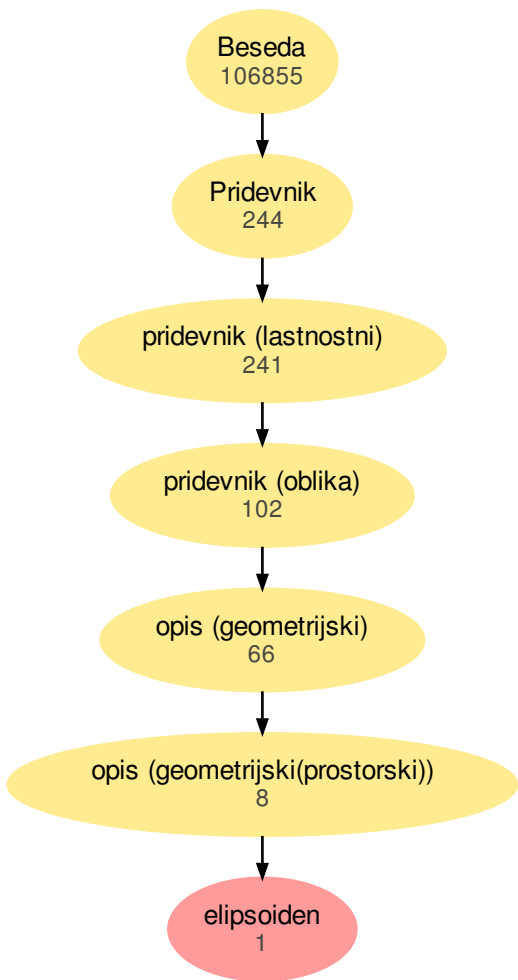 Beseda
106855
Pridevnik
244
pridevnik (lastnostni)
241
pridevnik (oblika)
102
opis (geometrijski)
66
opis (geometrijski(prostorski))
8
elipsoiden
1